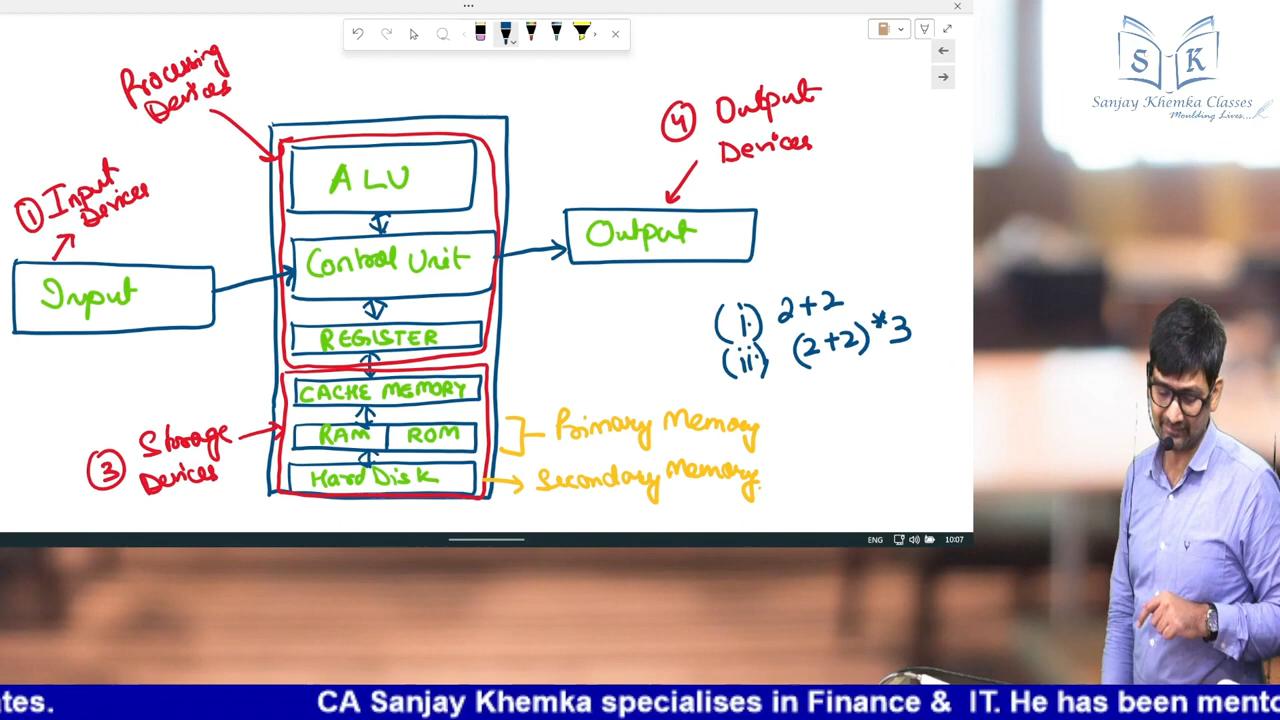 Processing
Devices
① Input
Devices
Input
ALU
Control Unit
REGISTER
CACHE MEMORY
RAM
ROM
Hard Disk
③ Storage
Devices
④ Output
Devices
Output
(i) 2+2
(ii) (2+2)*3
Primary Memory
Secondary Memory.
ENG
10:07
S K
Sanjay Khemka Classes
Moulding Lives...
ates.
CA Sanjay Khemka specialises in Finance & IT. He has been mento